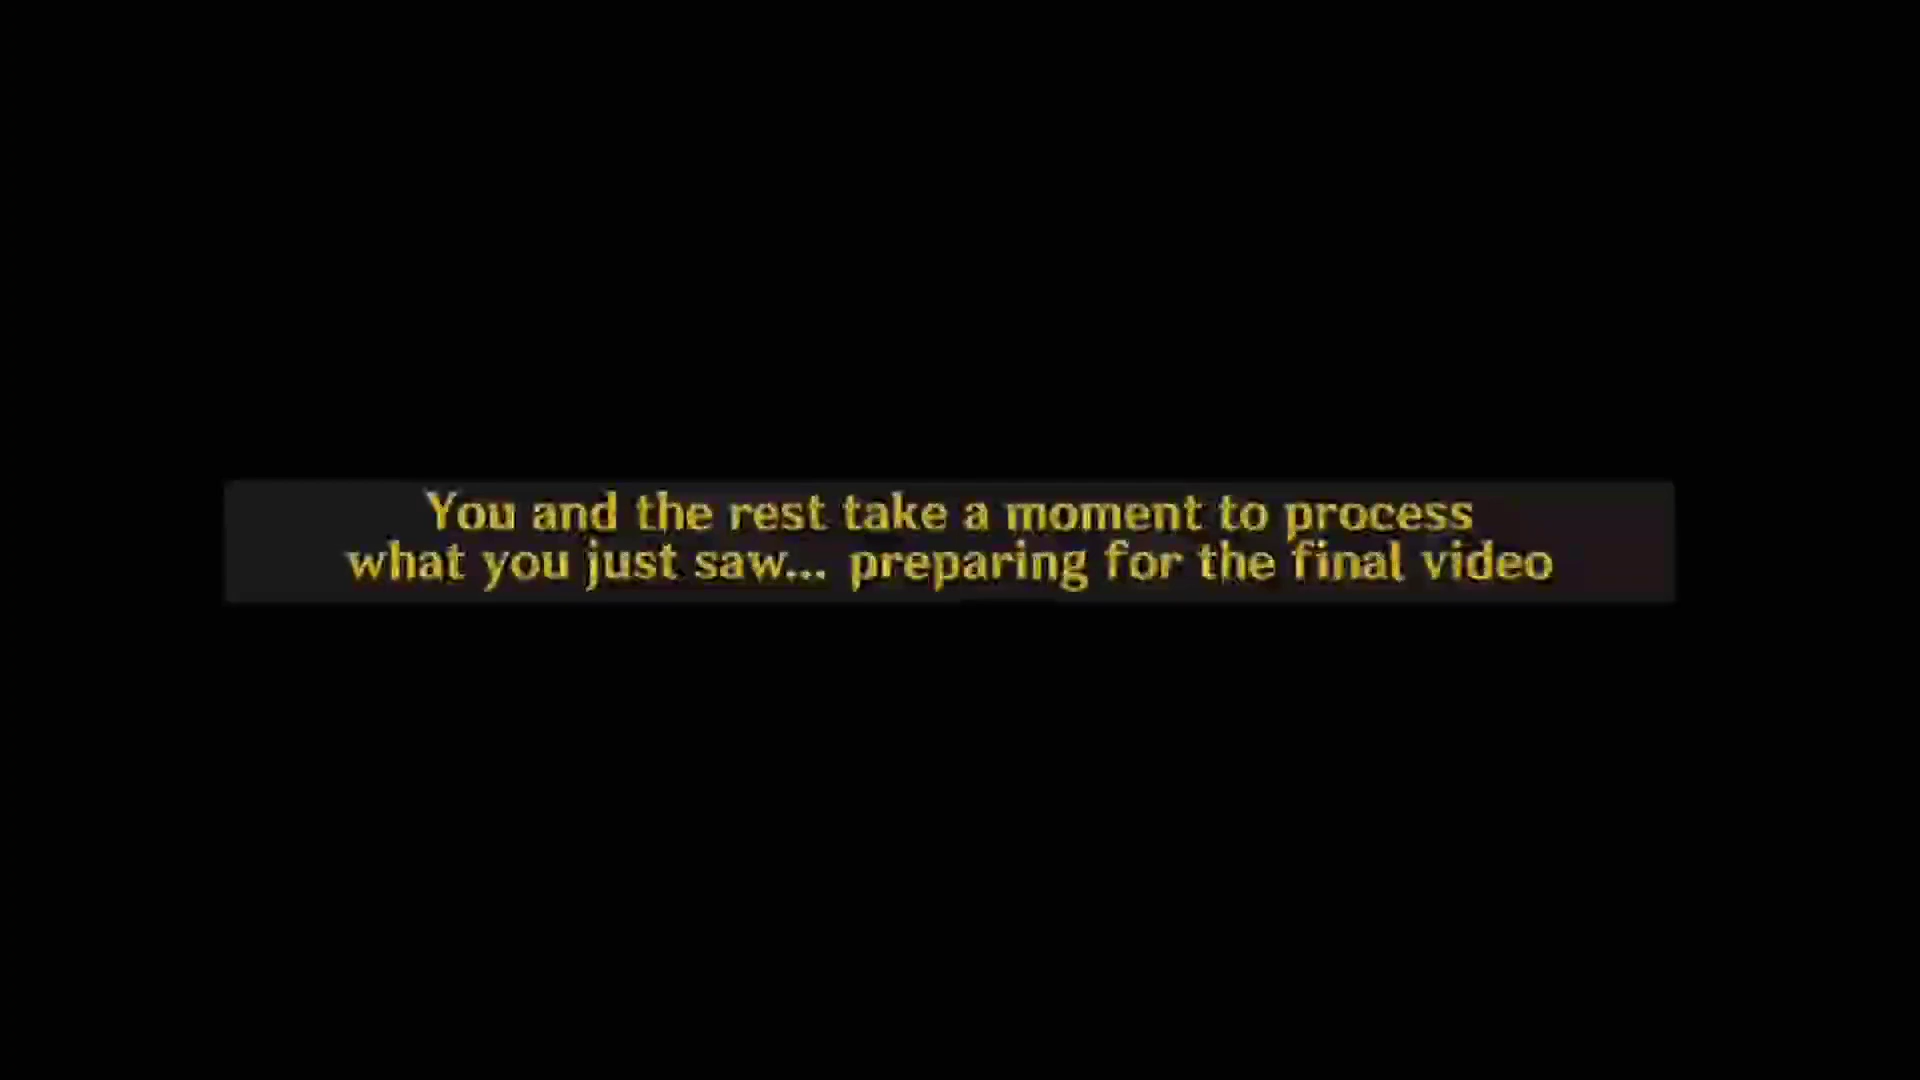 You and the rest take a moment to process
what you just saw... preparing for the final video